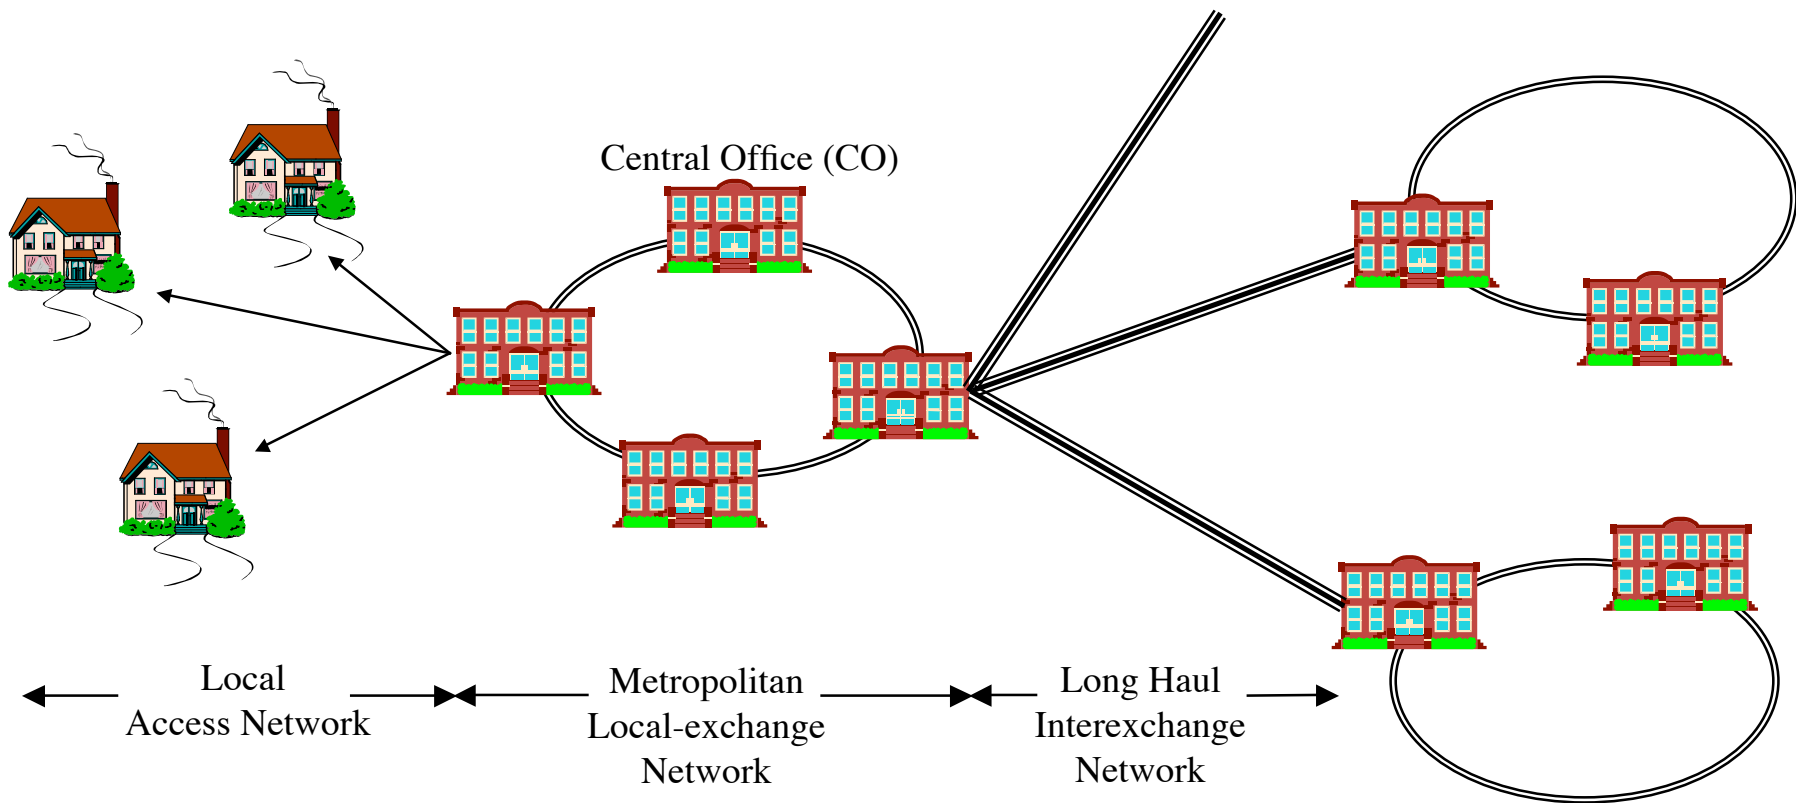 Central Office (CO)
Local
Access Network
Metropolitan
Local-exchange
Network
Long Haul
Interexchange
Network